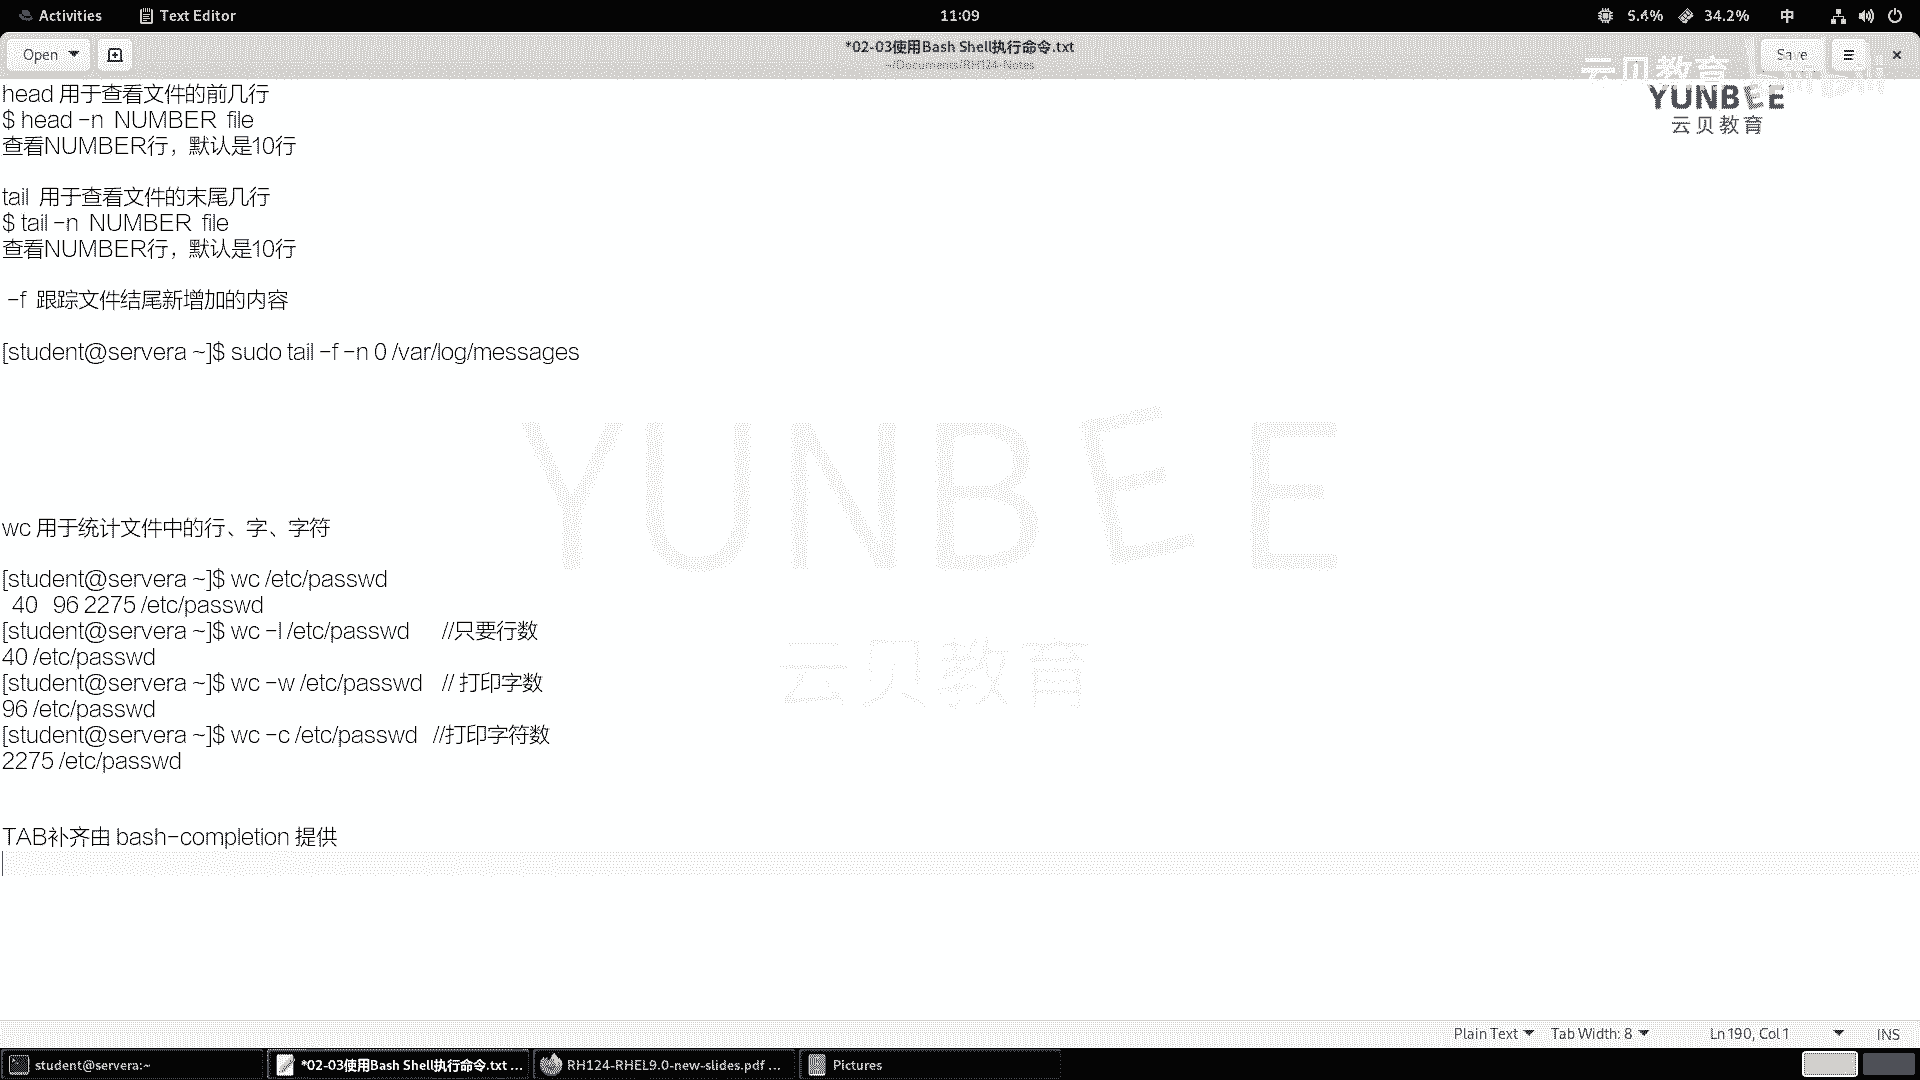 Activities
Text Editor
11:09
5.4%
34.2%
中
Open
*02-03使用Bash Shell执行命令.txt
~/Documents/RH124-Notes
Save
云贝教育
YUNBEE
云贝教育
head 用于查看文件的前几行
$ head -n  NUMBER  file
查看NUMBER行，默认是10行
tail  用于查看文件的末尾几行
$ tail -n  NUMBER  file
查看NUMBER行，默认是10行
-f  跟踪文件结尾新增加的内容
[student@servera ~]$ sudo tail -f -n 0 /var/log/messages
YUNBEE
wc 用于统计文件中的行、字、字符
[student@servera ~]$ wc /etc/passwd
40   96 2275 /etc/passwd
[student@servera ~]$ wc -l /etc/passwd      //只要行数
40 /etc/passwd
云贝教育
[student@servera ~]$ wc -w /etc/passwd    // 打印字数
96 /etc/passwd
[student@servera ~]$ wc -c /etc/passwd   //打印字符数
2275 /etc/passwd
TAB补齐由 bash-completion 提供
Plain Text
Tab Width: 8
Ln 190, Col 1
INS
student@servera:~
*02-03使用Bash Shell执行命令.txt ...
RH124-RHEL9.0-new-slides.pdf ...
Pictures